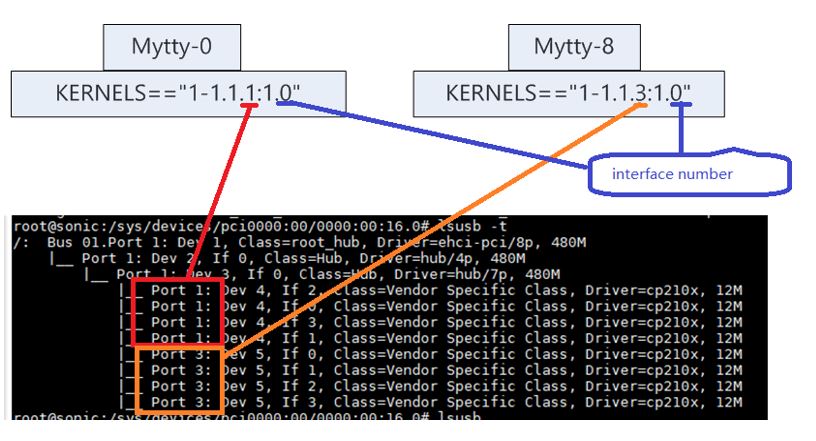 Mytty-0
Mytty-8
KERNELS=="1-1.1.1:1.0"
KERNELS=="1-1.1.3:1.0"
interface number
root@sonic:/sys/devices/pci0000:00/0000:00:16.0# lsusb -t
/:  Bus 01.Port 1: Dev 1, Class=root_hub, Driver=ehci-pci/8p, 480M
    |__ Port 1: Dev 2, If 0, Class=Hub, Driver=hub/4p, 480M
        |__ Port 1: Dev 3, If 0, Class=Hub, Driver=hub/7p, 480M
            |__ Port 1: Dev 4, If 2, Class=Vendor Specific Class, Driver=cp210x, 12M
            |__ Port 1: Dev 4, If 0, Class=Vendor Specific Class, Driver=cp210x, 12M
            |__ Port 1: Dev 4, If 3, Class=Vendor Specific Class, Driver=cp210x, 12M
            |__ Port 1: Dev 4, If 1, Class=Vendor Specific Class, Driver=cp210x, 12M
            |__ Port 3: Dev 5, If 0, Class=Vendor Specific Class, Driver=cp210x, 12M
            |__ Port 3: Dev 5, If 1, Class=Vendor Specific Class, Driver=cp210x, 12M
            |__ Port 3: Dev 5, If 2, Class=Vendor Specific Class, Driver=cp210x, 12M
            |__ Port 3: Dev 5, If 3, Class=Vendor Specific Class, Driver=cp210x, 12M
root@sonic:/sys/devices/pci0000:00/0000:00:16.0# lsusb